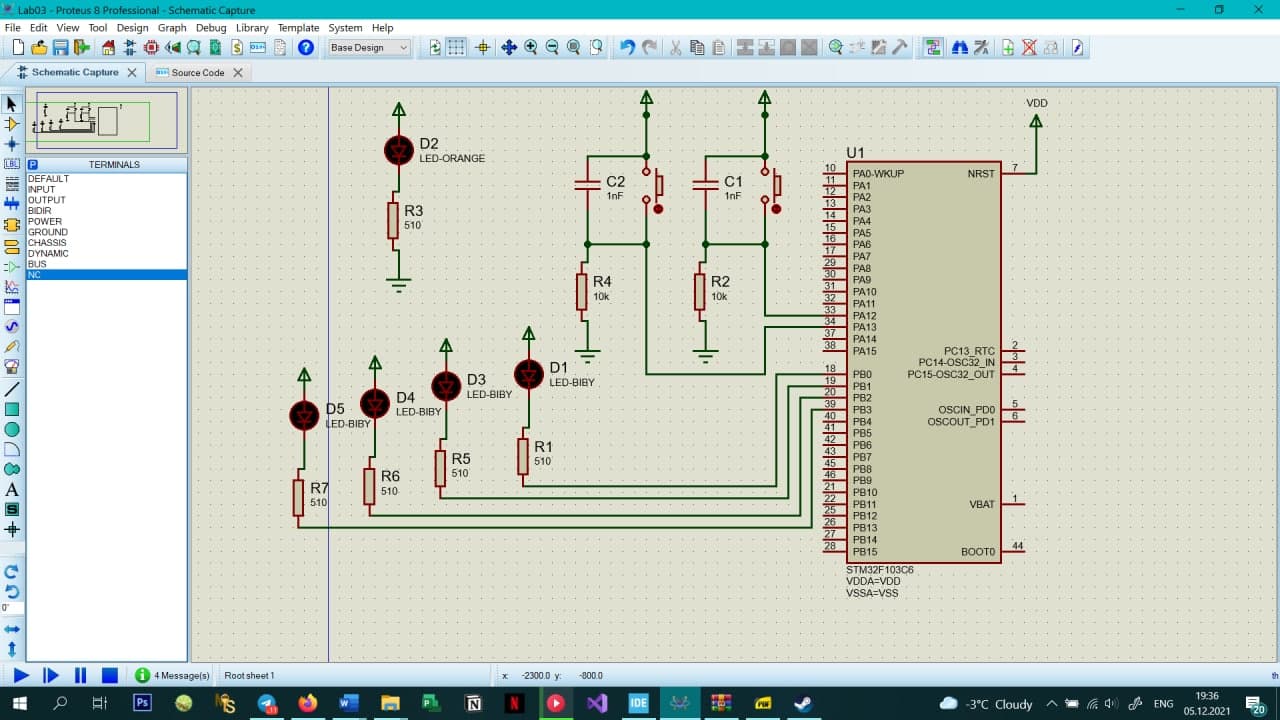 Lab03 - Proteus 8 Professional - Schematic Capture
File Edit View Tool Design Graph Debug Library Template System Help
Base Design
Schematic Capture
Source Code
LBL
A
S
0°
P TERMINALS
DEFAULT
INPUT
OUTPUT
BIDIR
POWER
GROUND
CHASSIS
DYNAMIC
BUS
NC
D2
LED-ORANGE
R3
510
C2
1nF
C1
1nF
R4
10k
R2
10k
D1
LED-BIBY
D3
LED-BIBY
D4
LED-BIBY
D5
LED-BIBY
R1
510
R5
510
R6
510
R7
510
VDD
U1
10 PA0-WKUP
11 PA1
12 PA2
13 PA3
14 PA4
15 PA5
16 PA6
17 PA7
29 PA8
30 PA9
31 PA10
32 PA11
33 PA12
34 PA13
37 PA14
38 PA15
18 PB0
19 PB1
20 PB2
39 PB3
40 PB4
41 PB5
42 PB6
43 PB7
45 PB8
46 PB9
21 PB10
22 PB11
25 PB12
26 PB13
27 PB14
28 PB15
NRST 7
PC13_RTC 2
PC14-OSC32_IN 3
PC15-OSC32_OUT 4
OSCIN_PD0 5
OSCOUT_PD1 6
VBAT 1
BOOT0 44
STM32F103C6
VDDA=VDD
VSSA=VSS
4 Message(s) Root sheet 1 x: -2300.0 y: -800.0 th
Ps
IDE
-3°C Cloudy
ENG
19:36
05.12.2021
20